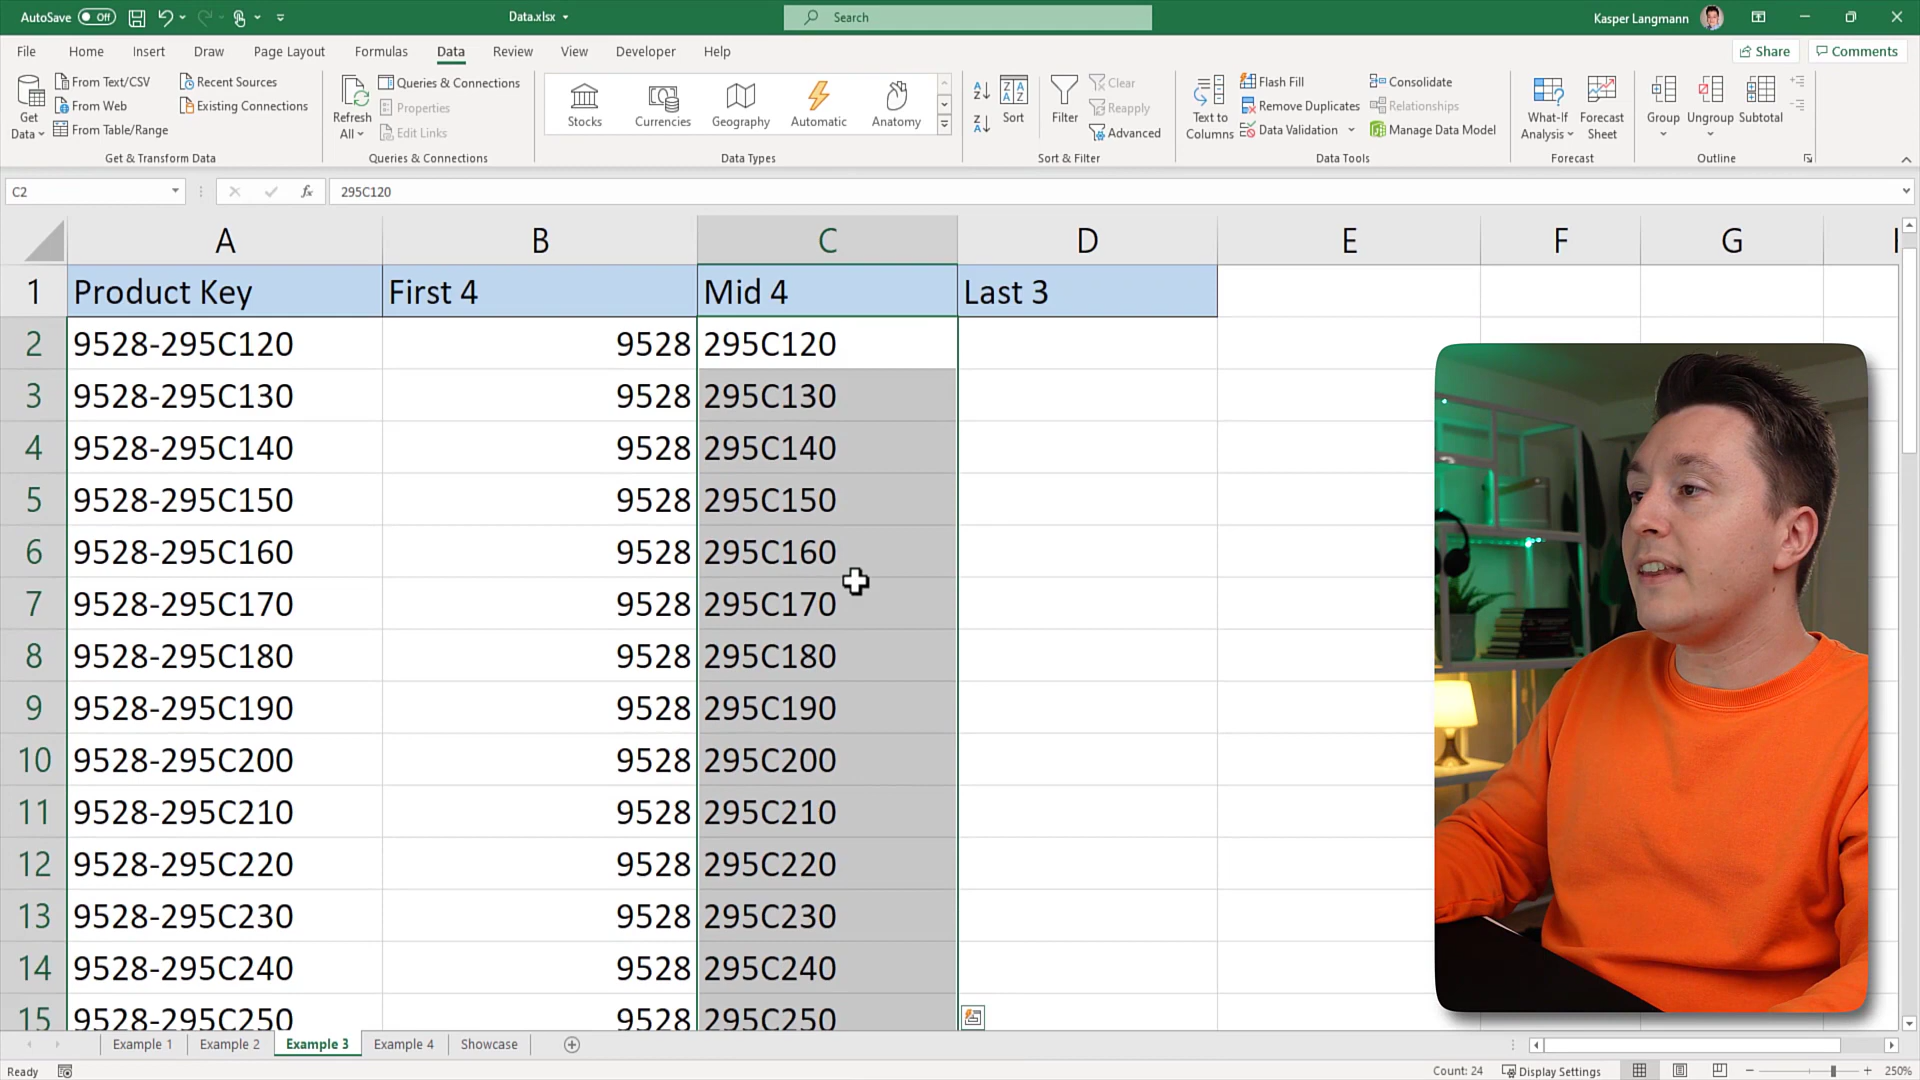 AutoSave Off Data.xlsx Search Kasper Langmann
File Home Insert Draw Page Layout Formulas Data Review View Developer Help Share Comments
Get Data
From Text/CSV
From Web
From Table/Range
Recent Sources
Existing Connections
Get & Transform Data
Refresh All
Queries & Connections
Properties
Edit Links
Queries & Connections
Stocks Currencies Geography Automatic Anatomy
Data Types
Sort
Filter
Clear
Reapply
Advanced
Sort & Filter
Text to Columns
Flash Fill
Remove Duplicates
Data Validation
Consolidate
Relationships
Manage Data Model
Data Tools
What-If Analysis
Forecast Sheet
Forecast
Group Ungroup Subtotal
Outline
C2 fx 295C120
A B C D E F G
1 Product Key First 4 Mid 4 Last 3
2 9528-295C120 9528 295C120
3 9528-295C130 9528 295C130
4 9528-295C140 9528 295C140
5 9528-295C150 9528 295C150
6 9528-295C160 9528 295C160
7 9528-295C170 9528 295C170
8 9528-295C180 9528 295C180
9 9528-295C190 9528 295C190
10 9528-295C200 9528 295C200
11 9528-295C210 9528 295C210
12 9528-295C220 9528 295C220
13 9528-295C230 9528 295C230
14 9528-295C240 9528 295C240
15 9528-295C250 9528 295C250
Example 1 Example 2 Example 3 Example 4 Showcase
Ready Count: 24 Display Settings 250%